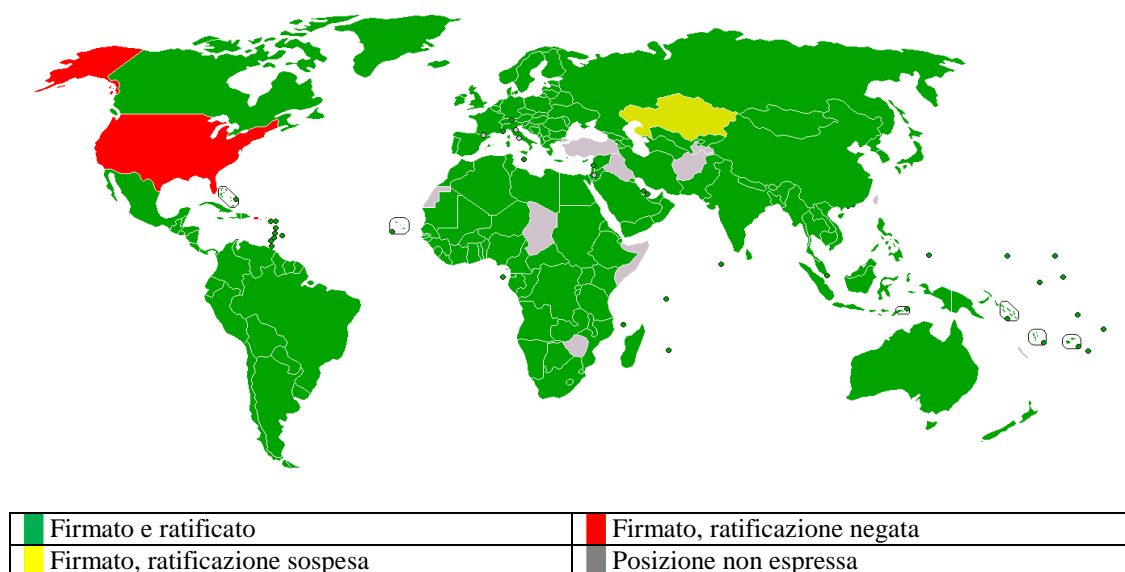 Firmato e ratificato
Firmato, ratificazione negata
Firmato, ratificazione sospesa
Posizione non espressa